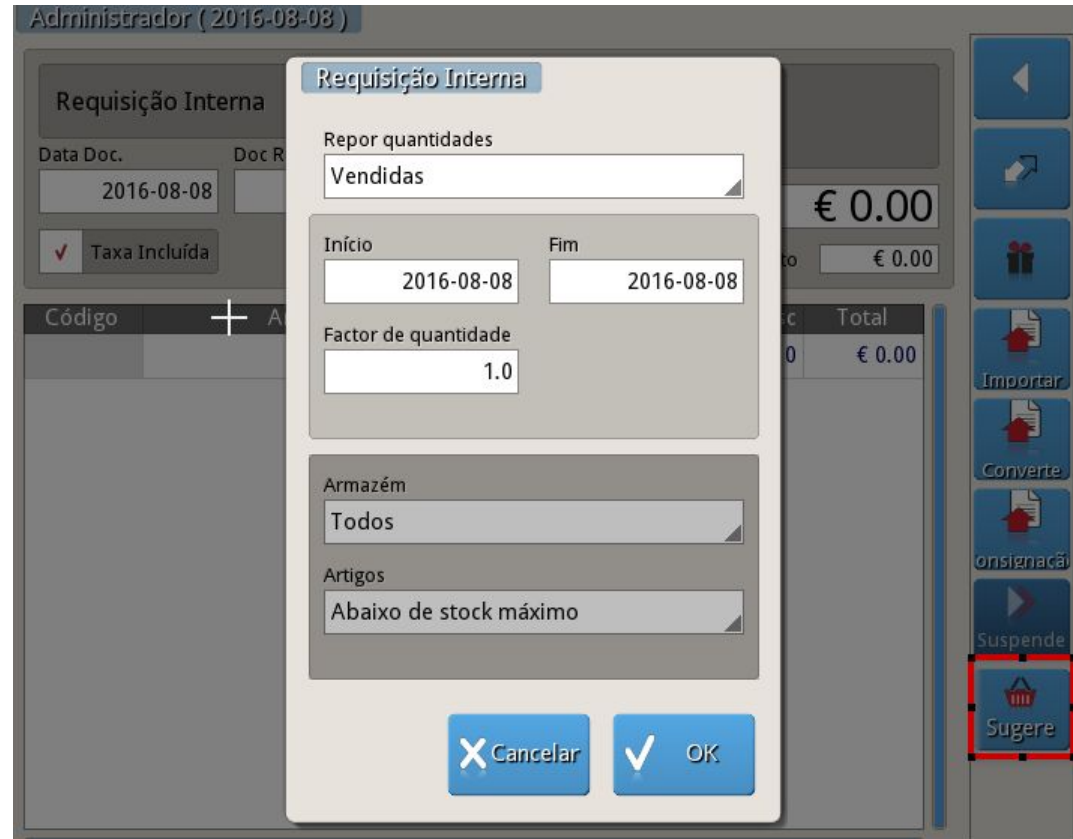 Administrador ( 2016-08-08 )
Requisição Interna
Data Doc.
Doc R
2016-08-08
€ 0.00
Taxa Incluída
to
€ 0.00
Código
A
sc
Total
0
€ 0.00
Requisição Interna
Repor quantidades
Vendidas
Início
Fim
2016-08-08
2016-08-08
Factor de quantidade
1.0
Armazém
Todos
Artigos
Abaixo de stock máximo
Cancelar
OK
Importar
Converte
onsignaçã
Suspende
Sugere